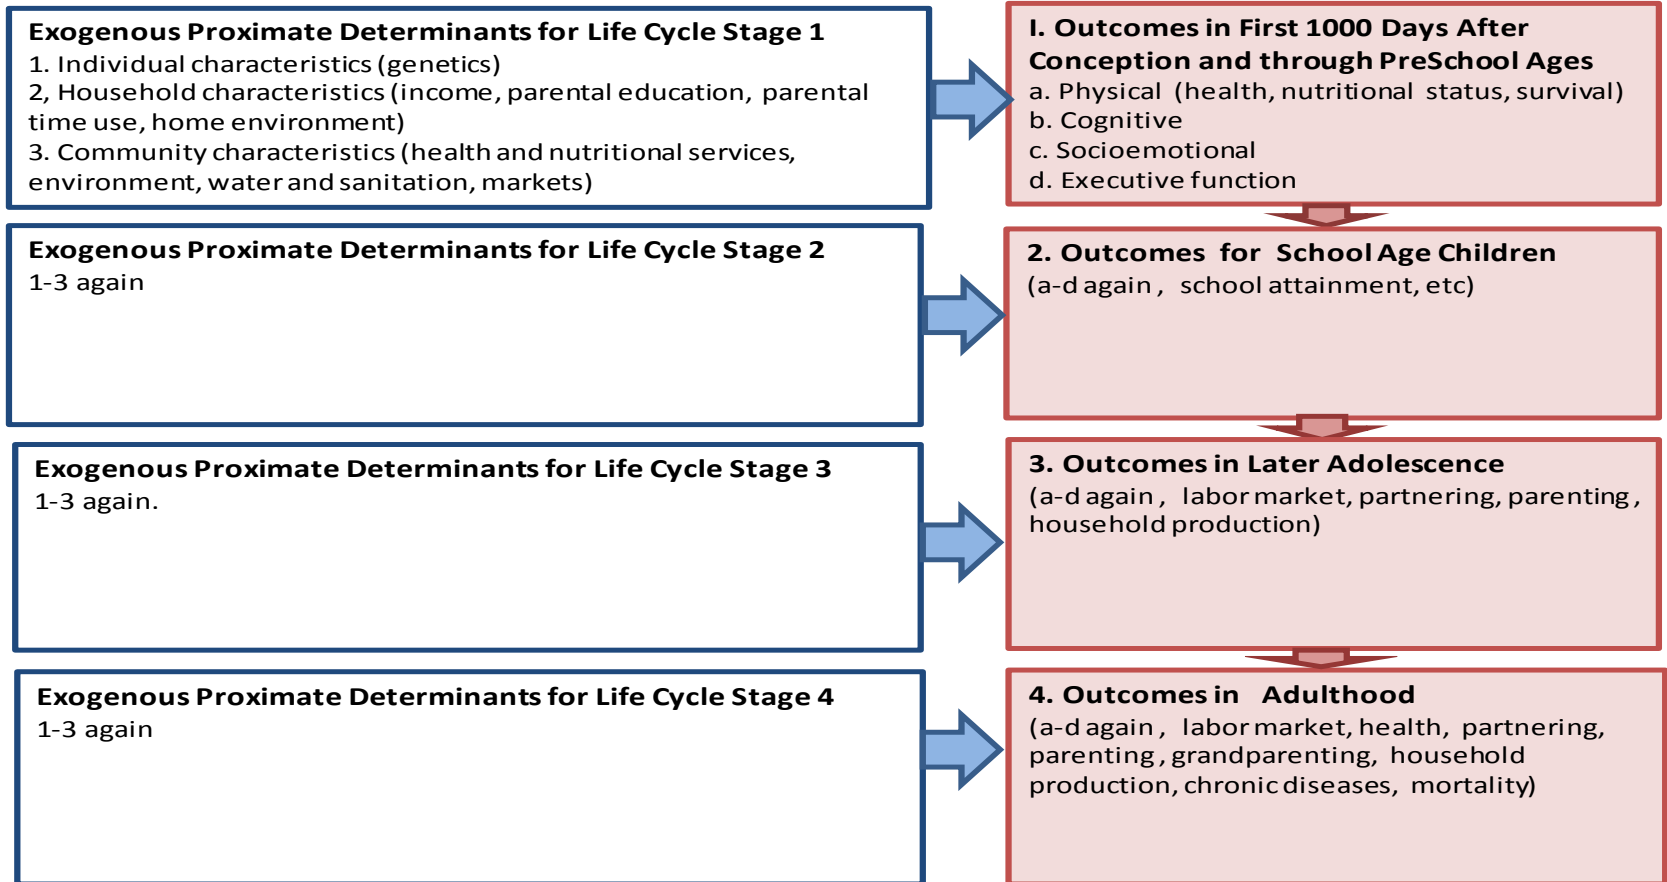 Exogenous Proximate Determinants for Life Cycle Stage 1
1. Individual characteristics (genetics)
2, Household characteristics (income, parental education, parental
time use, home environment)
3. Community characteristics (health and nutritional services,
environment, water and sanitation, markets)
I. Outcomes in First 1000 Days After
Conception and through PreSchool Ages
a. Physical (health, nutritional status, survival)
b. Cognitive
c. Socioemotional
d. Executive function
Exogenous Proximate Determinants for Life Cycle Stage 2
1-3 again
2. Outcomes for School Age Children
(a-d again , school attainment, etc)
Exogenous Proximate Determinants for Life Cycle Stage 3
1-3 again.
3. Outcomes in Later Adolescence
(a-d again , labor market, partnering, parenting ,
household production)
Exogenous Proximate Determinants for Life Cycle Stage 4
1-3 again
4. Outcomes in Adulthood
(a-d again , labor market, health, partnering,
parenting , grandparenting, household
production, chronic diseases, mortality)